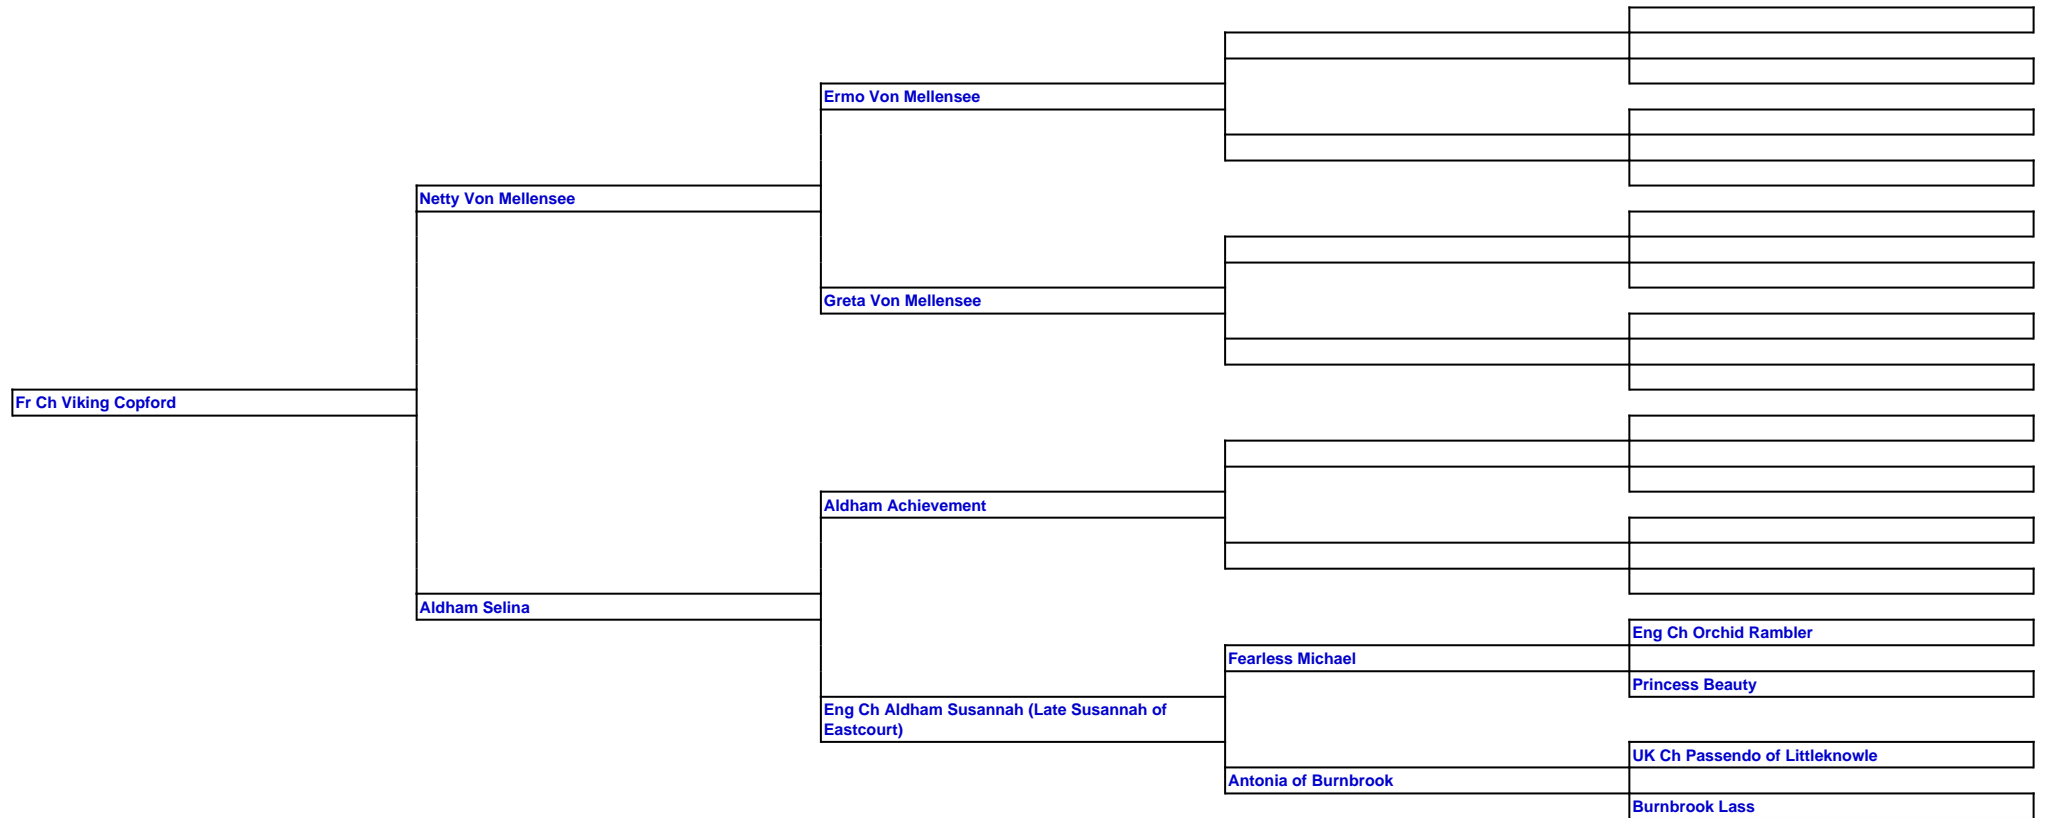 Ermo Von Mellensee
Netty Von Mellensee
Greta Von Mellensee
Fr Ch Viking Copford
Aldham Achievement
Aldham Selina
Eng Ch Orchid Rambler
Fearless Michael
Princess Beauty
Eng Ch Aldham Susannah (Late Susannah of
Eastcourt)
UK Ch Passendo of Littleknowle
Antonia of Burnbrook
Burnbrook Lass